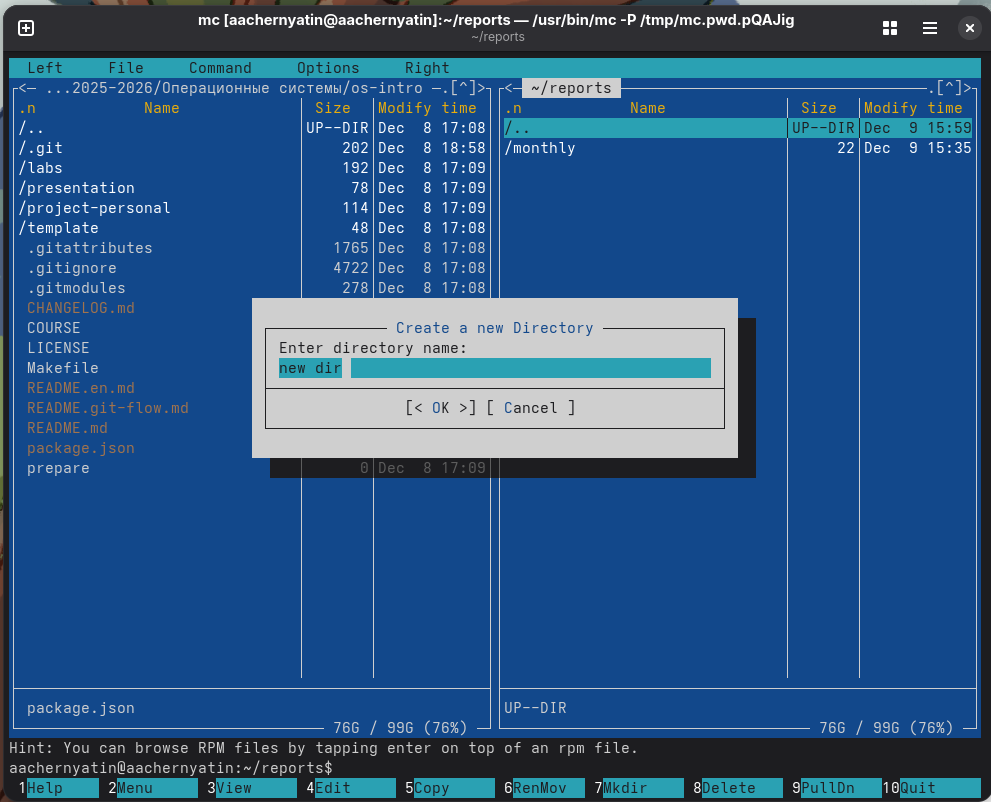 mc [aachernyatin@aachernyatin]:~/reports — /usr/bin/mc -P /tmp/mc.pwd.pQAJig
~/reports
Left File Command Options Right
<— ...2025-2026/Операционные системы/os-intro —.[^]>
.n Name Size Modify time
/.. UP--DIR Dec 8 17:08
/.git 202 Dec 8 18:58
/labs 192 Dec 8 17:09
/presentation 78 Dec 8 17:09
/project-personal 114 Dec 8 17:09
/template 48 Dec 8 17:08
.gitattributes 1765 Dec 8 17:08
.gitignore 4722 Dec 8 17:08
.gitmodules 278 Dec 8 17:08
CHANGELOG.md
COURSE
LICENSE
Makefile
README.en.md
README.git-flow.md
README.md
package.json
prepare 0 Dec 8 17:09
package.json
76G / 99G (76%)
<— ~/reports .[^]>
.n Name Size Modify time
/.. UP--DIR Dec 9 15:59
/monthly 22 Dec 9 15:35
UP--DIR
76G / 99G (76%)
Create a new Directory
Enter directory name:
new dir
[< OK >] [ Cancel ]
Hint: You can browse RPM files by tapping enter on top of an rpm file.
aachernyatin@aachernyatin:~/reports$
1Help 2Menu 3View 4Edit 5Copy 6RenMov 7Mkdir 8Delete 9PullDn 10Quit